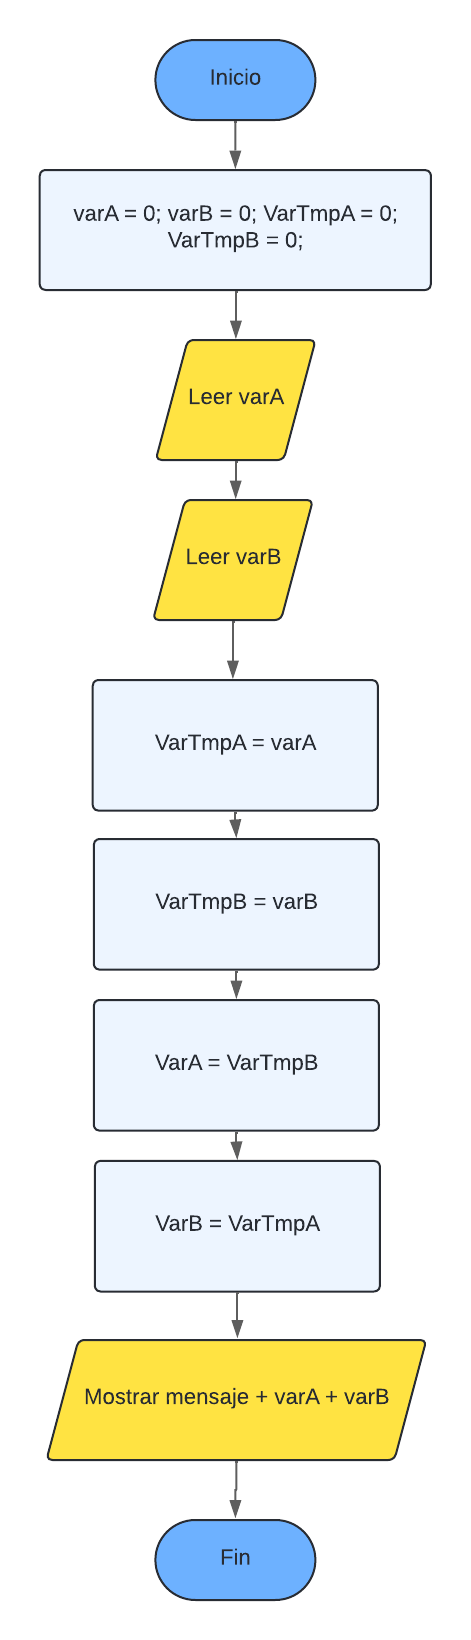 Inicio
varA = 0; varB = 0; VarTmpA = 0;
VarTmpB = 0;
Leer varA
Leer varB
VarTmpA = varA
VarTmpB = varB
VarA = VarTmpB
VarB = VarTmpA
Mostrar mensaje + varA + varB
Fin